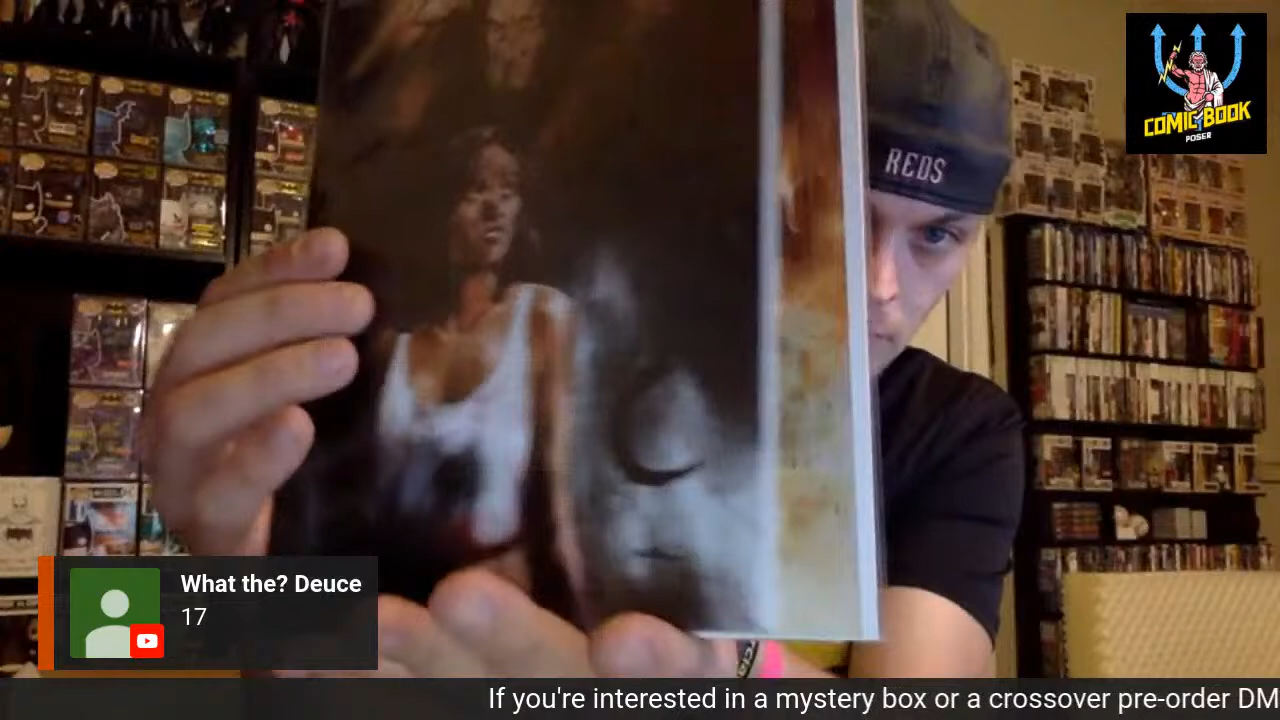 COMIC BOOK
POSER
REDS
What the? Deuce
17
If you're interested in a mystery box or a crossover pre-order DM